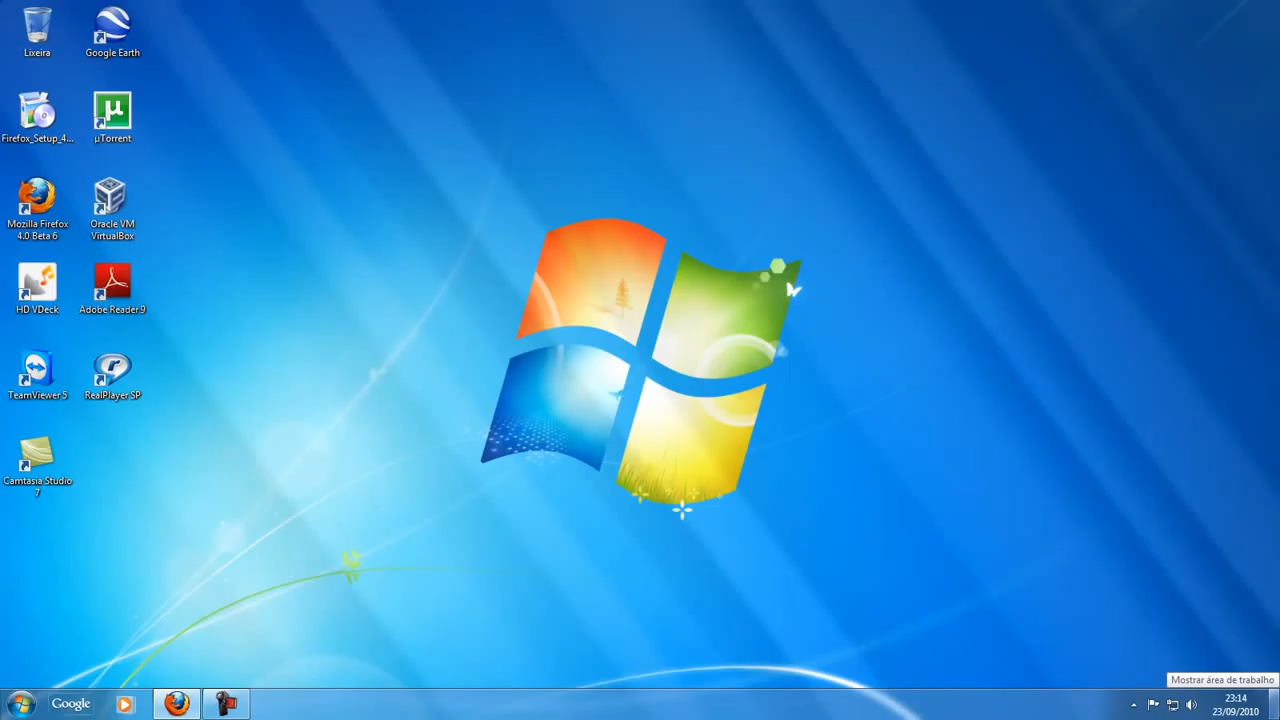 Lixeira
Google Earth
Firefox_Setup_4...
µ
µTorrent
Mozilla Firefox
4.0 Beta 6
Oracle VM
VirtualBox
HD VDeck
Adobe Reader 9
TeamViewer 5
RealPlayer SP
Camtasia Studio
7
Mostrar área de trabalho
Google
23:14
23/09/2010